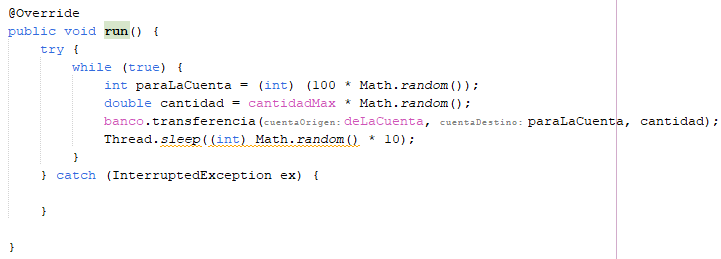 @Override
public void run() {
try {
while (true) {
int paraLaCuenta = (int) (100 * Math.random());
double cantidad = cantidadMax * Math.random();
banco.transferencia(cuentaOrigen: deLaCuenta, cuentaDestino: paraLaCuenta, cantidad);
Thread.sleep((int) Math.random() * 10);
}
} catch (InterruptedException ex) {
}
}